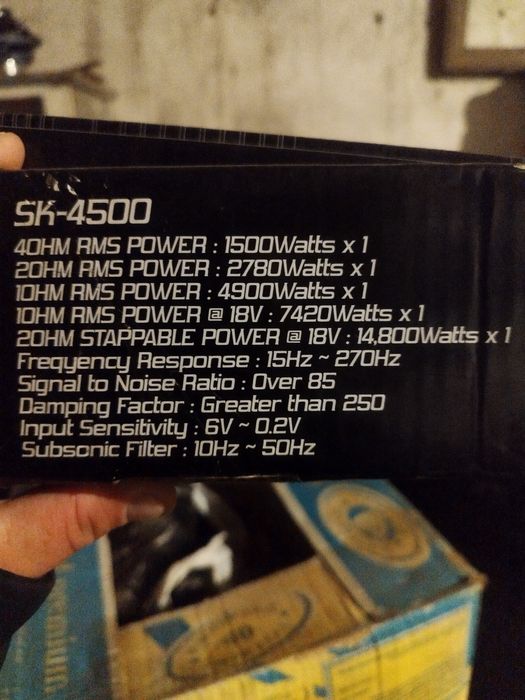 SK-4500
4OHM RMS POWER : 1500Watts x 1
2OHM RMS POWER : 2780Watts x 1
1OHM RMS POWER : 4900Watts x 1
1OHM RMS POWER @ 18V : 7420Watts x 1
2OHM STAPPABLE POWER @ 18V : 14,800Watts x 1
Freqyency Response : 15Hz ~ 270Hz
Signal to Noise Ratio : Over 85
Damping Factor : Greater than 250
Input Sensitivity : 6V ~ 0.2V
Subsonic Filter : 10Hz ~ 50Hz